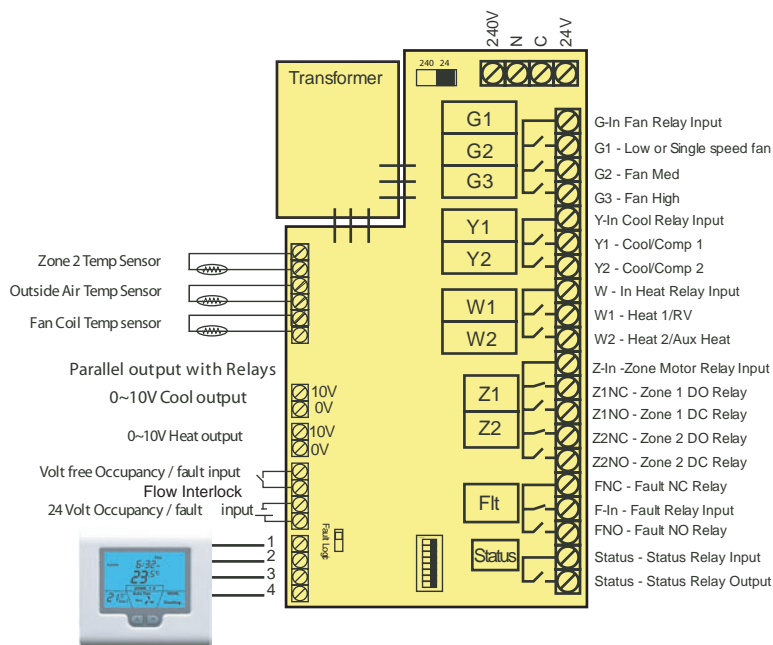 240V N C 24V
240 24
Transformer
G1
G2
G3
Y1
Y2
W1
W2
Z1
Z2
Flt
Status
G-In Fan Relay Input
G1 - Low or Single speed fan
G2 - Fan Med
G3 - Fan High
Y-In Cool Relay Input
Y1 - Cool/Comp 1
Y2 - Cool/Comp 2
W - In Heat Relay Input
W1 - Heat 1/RV
W2 - Heat 2/Aux Heat
Z-In -Zone Motor Relay Input
Z1NC - Zone 1 DO Relay
Z1NO - Zone 1 DC Relay
Z2NC - Zone 2 DO Relay
Z2NO - Zone 2 DC Relay
FNC - Fault NC Relay
F-In - Fault Relay Input
FNO - Fault NO Relay
Status - Status Relay Input
Status - Status Relay Output
Zone 2 Temp Sensor
Outside Air Temp Sensor
Fan Coil Temp sensor
Parallel output with Relays
0~10V Cool output
10V
0V
0~10V Heat output
10V
0V
Volt free Occupancy / fault input
Flow Interlock
24 Volt Occupancy / fault input
Fault Logic
1
2
3
4
6:32
23.5°c
21